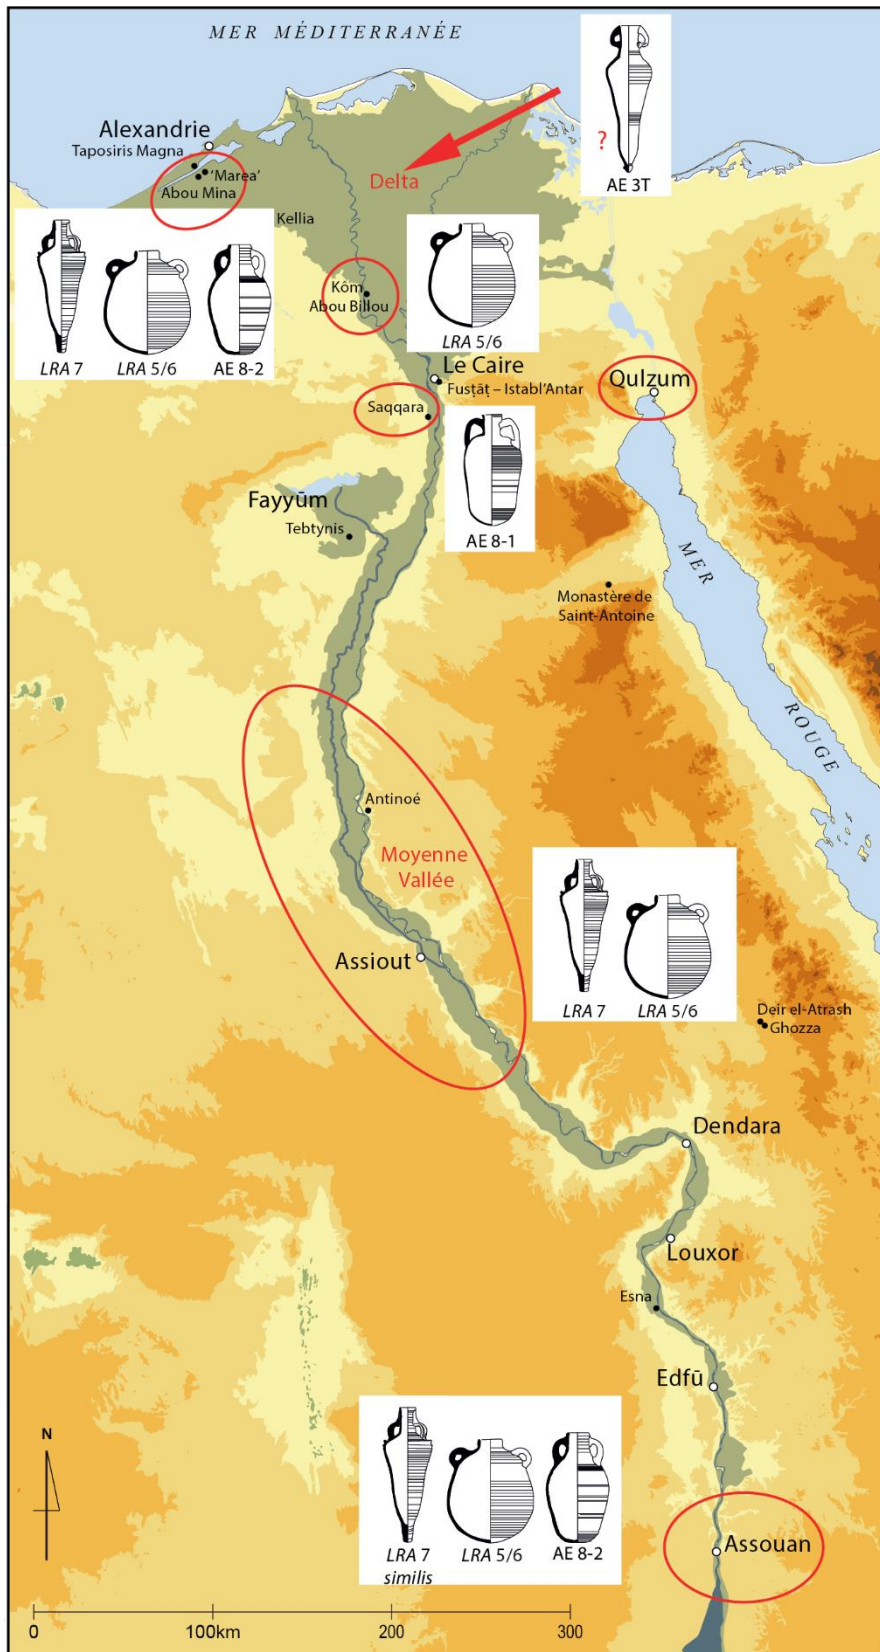 MER MÉDITERRANÉE
Alexandrie
Taposiris Magna
‘Marea’
Abou Mina
Kellia
Delta
?
AE 3T
LRA 7
LRA 5/6
AE 8-2
Kôm
Abou Billou
LRA 5/6
Le Caire
Fusṭāṭ – Istabl’Antar
Qulzum
Saqqara
AE 8-1
Fayyūm
Tebtynis
MER
ROUGE
Monastère de
Saint-Antoine
Antinoé
Moyenne
Vallée
Assiout
LRA 7
LRA 5/6
Deir el-Atrash
Ghozza
Dendara
Louxor
Esna
Edfū
N
LRA 7
similis
LRA 5/6
AE 8-2
Assouan
0
100km
200
300